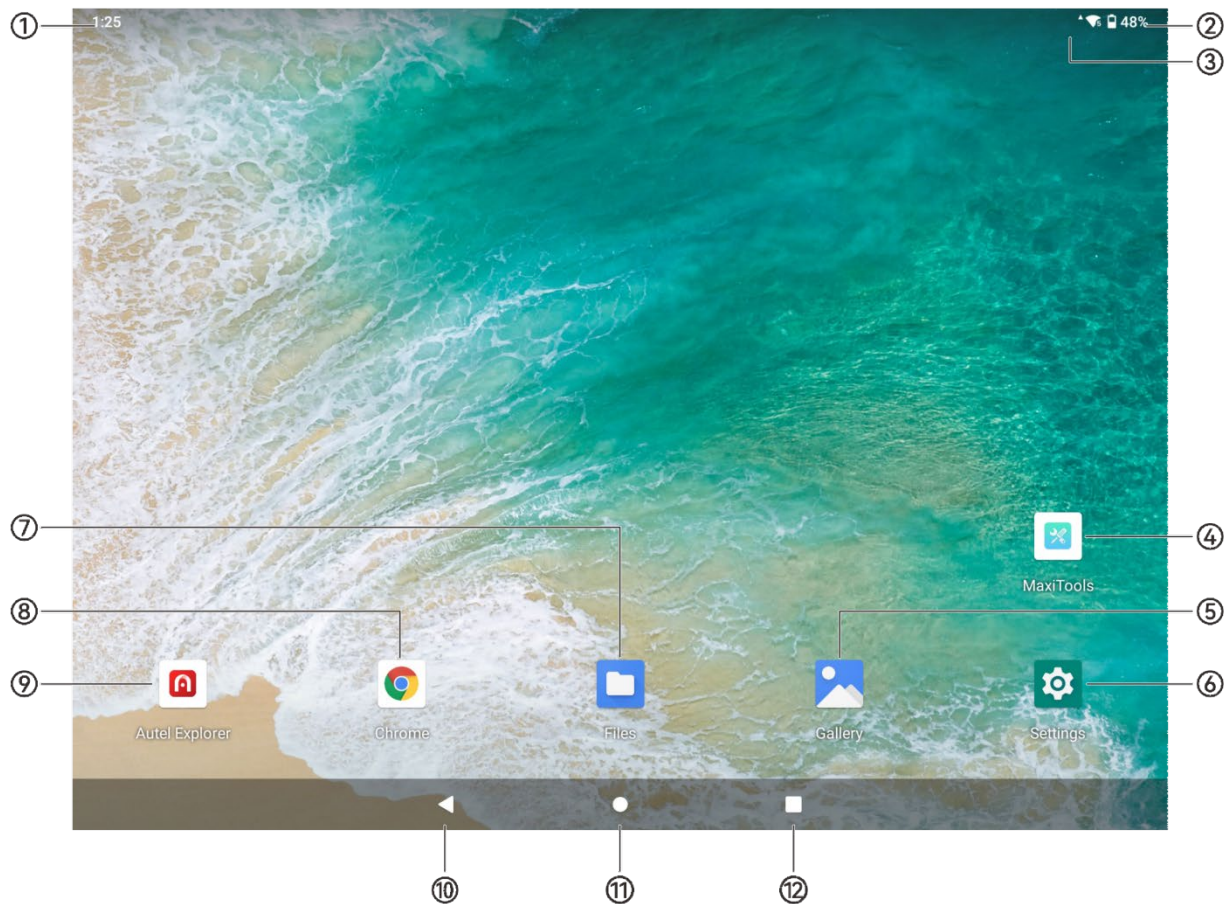 ① 1:25 48% ②
③
⑦ ④
MaxiTools
⑧ ⑤
⑨ ⑥
Autel Explorer Chrome Files Gallery Settings
⑩ ⑪ ⑫